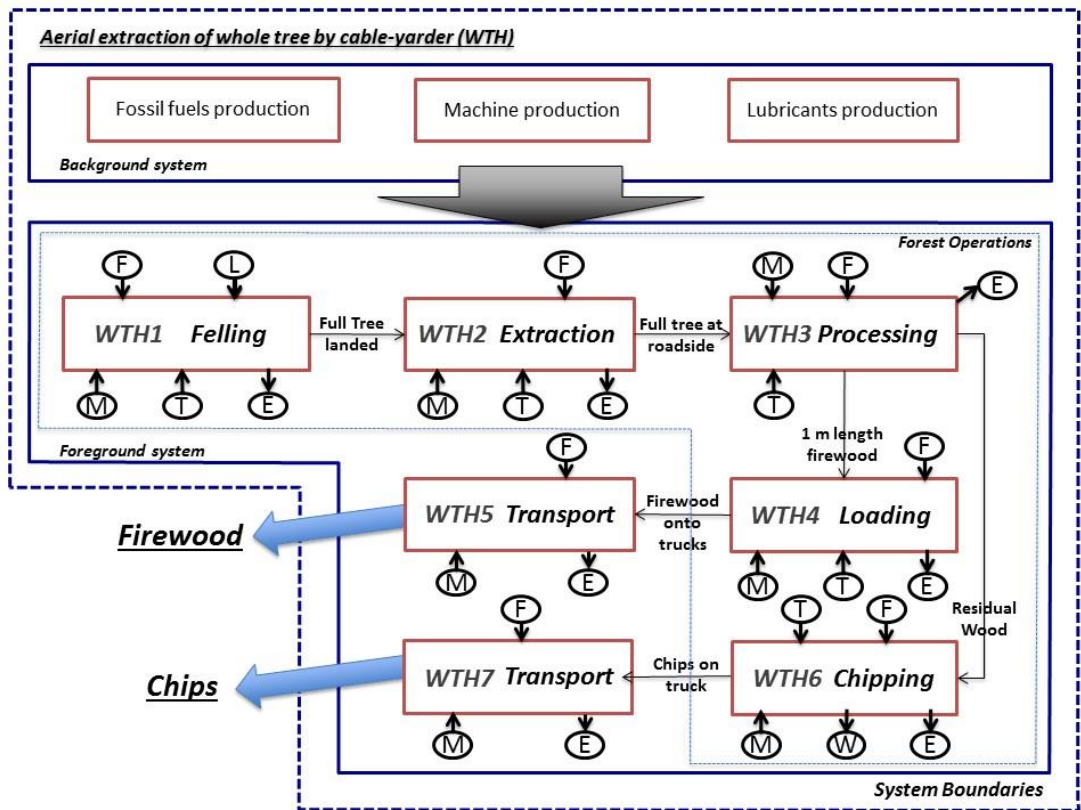 Aerial extraction of whole tree by cable-yarder (WTH)
Fossil fuels production
Machine production
Lubricants production
Background system
Forest Operations
F
L
F
M
F
E
WTH1 Felling
Full Tree
landed
WTH2 Extraction
Full tree at
roadside
WTH3 Processing
M
T
E
M
T
E
T
Foreground system
F
1 m length
firewood
F
Firewood
WTH5 Transport
Firewood
onto
trucks
WTH4 Loading
M
E
M
T
E
F
T
F
Residual
Wood
Chips
WTH7 Transport
Chips on
truck
WTH6 Chipping
M
E
M
W
E
System Boundaries